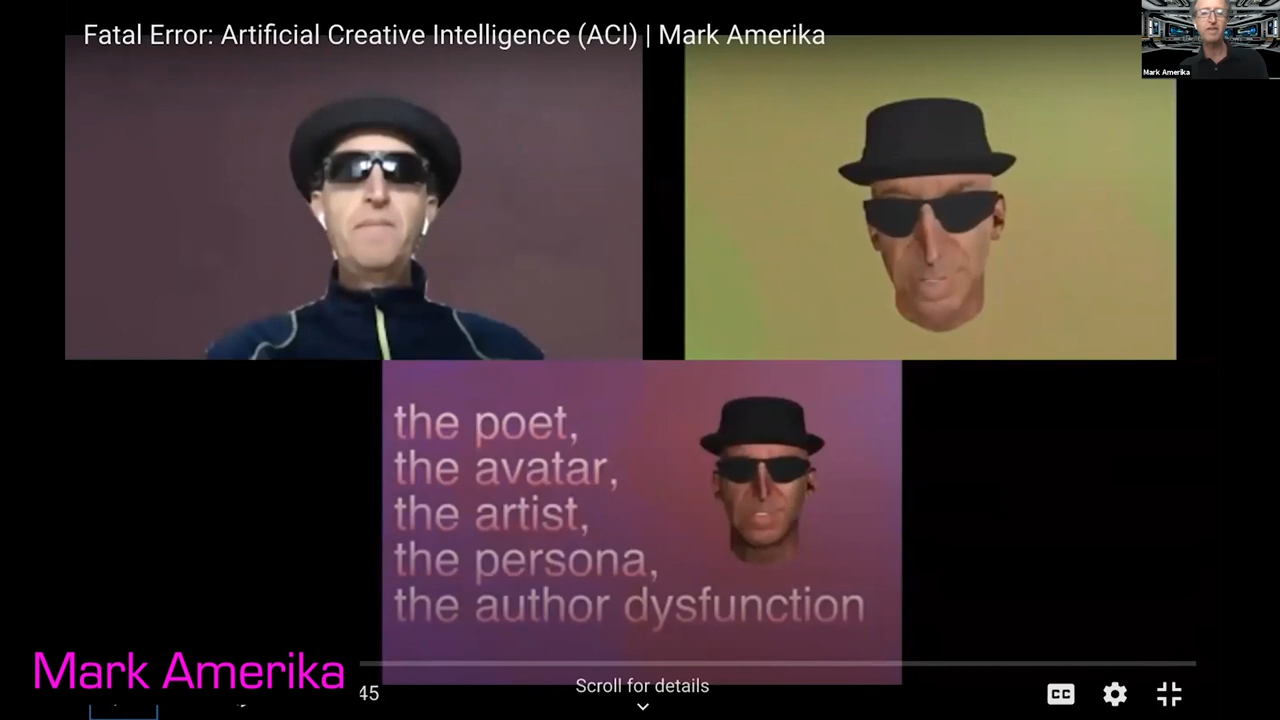 Fatal Error: Artificial Creative Intelligence (ACI) | Mark Amerika
Mark Amerika
the poet,
the avatar,
the artist,
the persona,
the author dysfunction
Mark Amerika
45
Scroll for details
CC